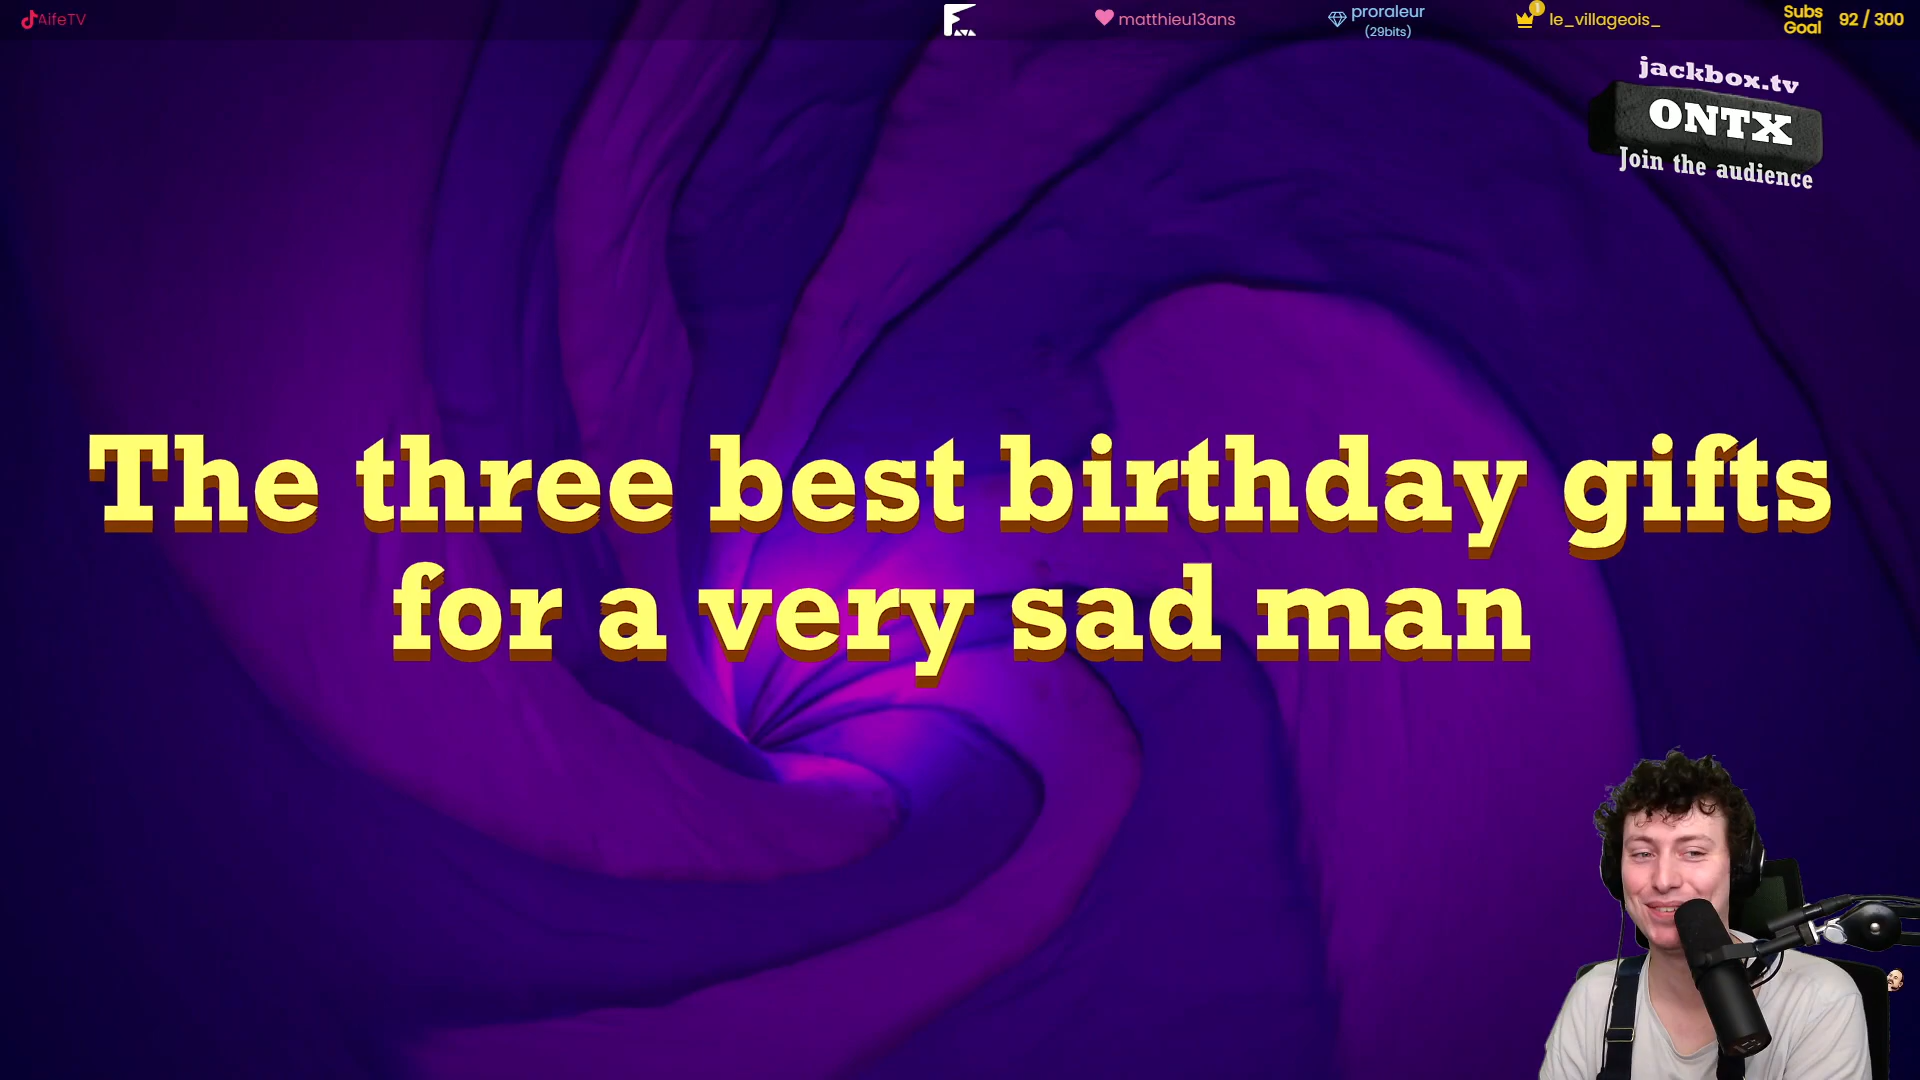 AifeTV
matthieu13ans
proraleur
(29bits)
1
le_villageois_
Subs
Goal
92 / 300
jackbox.tv
ONTX
Join the audience
The three best birthday gifts
for a very sad man